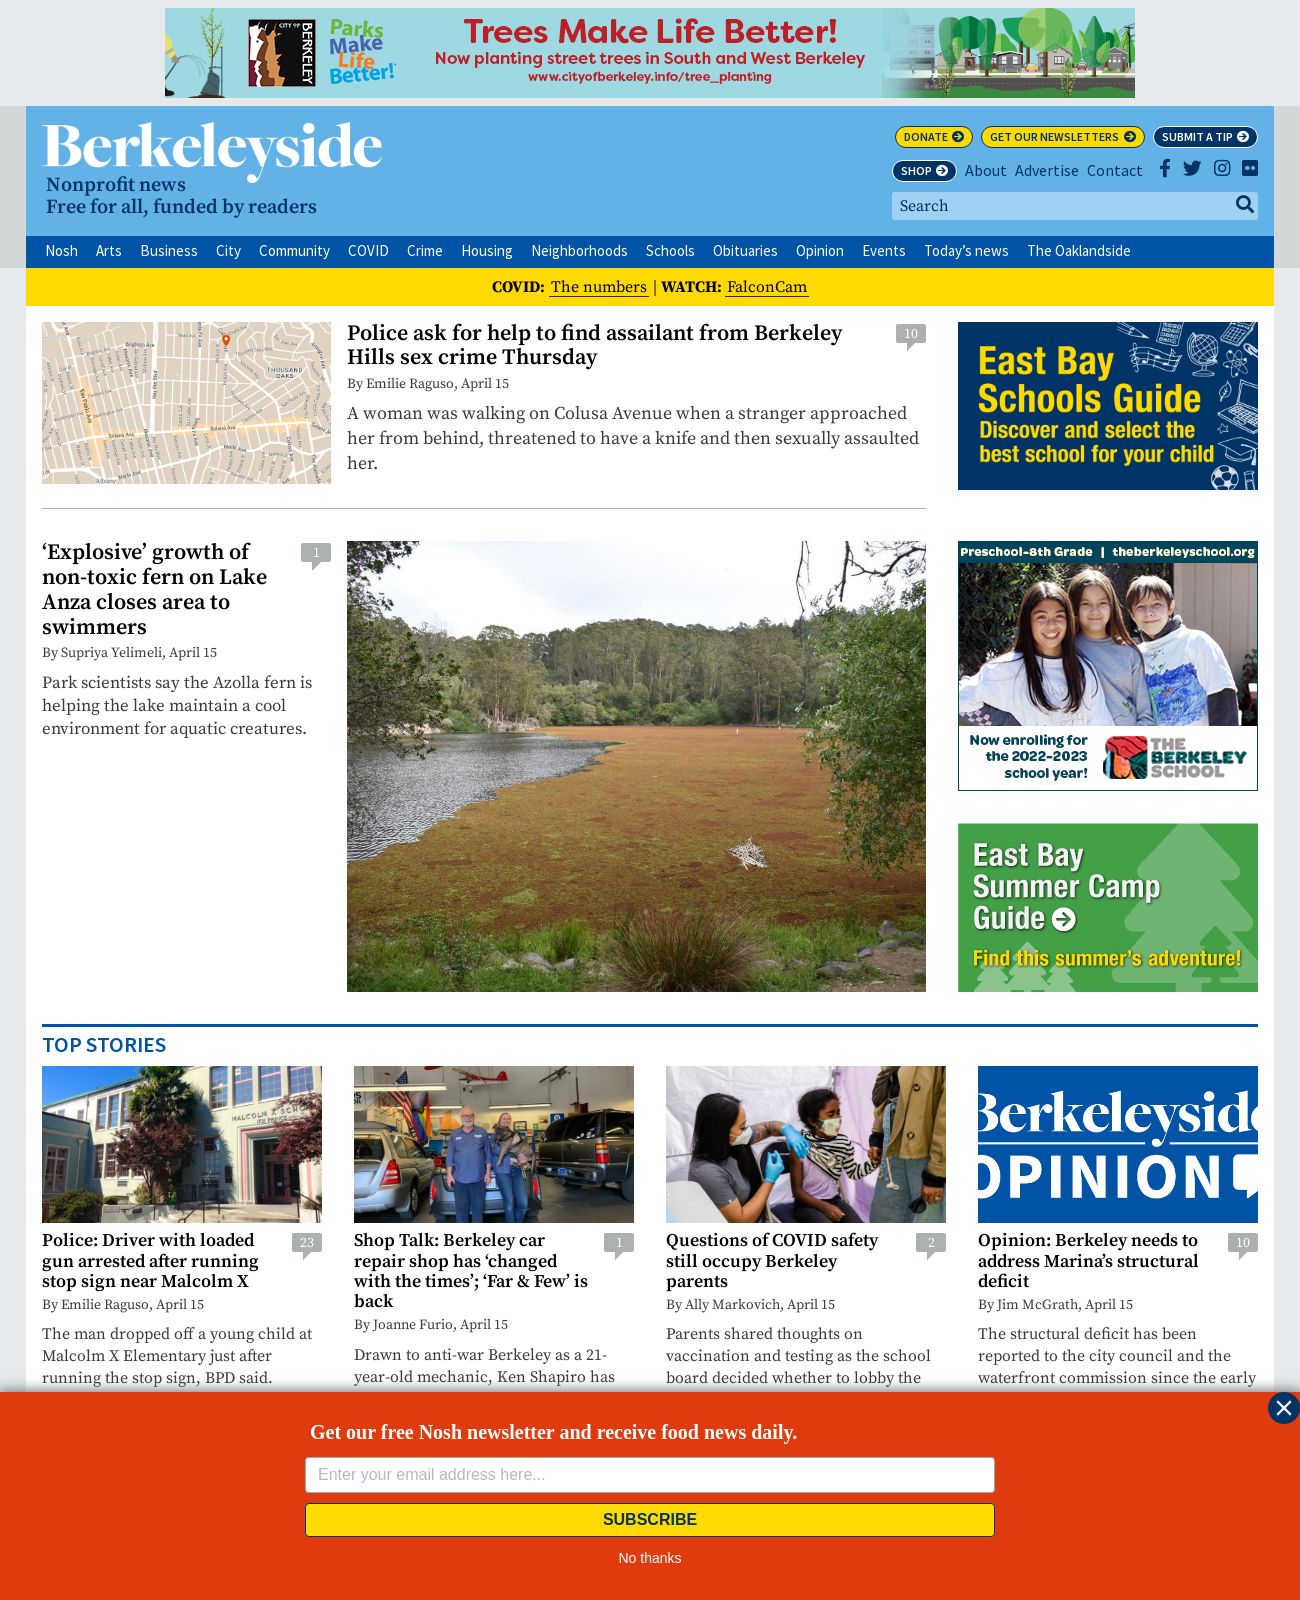 CITY OF
BERKELEY
Parks
Make
Life
Better!
Trees Make Life Better!
Now planting street trees in South and West Berkeley
www.cityofberkeley.info/tree_planting
Berkeleyside
Nonprofit news
Free for all, funded by readers
DONATE
GET OUR NEWSLETTERS
SUBMIT A TIP
SHOP
About
Advertise
Contact
Search
Nosh Arts Business City Community COVID Crime Housing Neighborhoods Schools Obituaries Opinion Events Today’s news The Oaklandside
COVID: The numbers | WATCH: FalconCam
THOUSAND
OAKS
Solano Ave
Albany
Police ask for help to find assailant from Berkeley
Hills sex crime Thursday
10
By Emilie Raguso, April 15
A woman was walking on Colusa Avenue when a stranger approached
her from behind, threatened to have a knife and then sexually assaulted
her.
East Bay
Schools Guide
Discover and select the
best school for your child
‘Explosive’ growth of
non-toxic fern on Lake
Anza closes area to
swimmers
1
By Supriya Yelimeli, April 15
Park scientists say the Azolla fern is
helping the lake maintain a cool
environment for aquatic creatures.
Preschool-8th Grade | theberkeleyschool.org
Now enrolling for
the 2022-2023
school year!
THE
BERKELEY
SCHOOL
East Bay
Summer Camp
Guide
Find this summer's adventure!
TOP STORIES
MALCOLM X SCHOOL
Police: Driver with loaded
gun arrested after running
stop sign near Malcolm X
23
By Emilie Raguso, April 15
The man dropped off a young child at
Malcolm X Elementary just after
running the stop sign, BPD said.
Shop Talk: Berkeley car
repair shop has ‘changed
with the times’; ‘Far & Few’ is
back
1
By Joanne Furio, April 15
Drawn to anti-war Berkeley as a 21-
year-old mechanic, Ken Shapiro has
Questions of COVID safety
still occupy Berkeley
parents
2
By Ally Markovich, April 15
Parents shared thoughts on
vaccination and testing as the school
board decided whether to lobby the
Berkeleyside
OPINION
Opinion: Berkeley needs to
address Marina’s structural
deficit
10
By Jim McGrath, April 15
The structural deficit has been
reported to the city council and the
waterfront commission since the early
Get our free Nosh newsletter and receive food news daily.
Enter your email address here...
SUBSCRIBE
No thanks